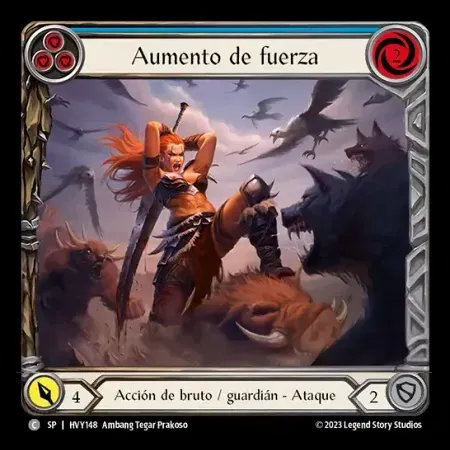 Aumento de fuerza
2
4
Acción de bruto / guardián - Ataque
2
C SP | HVY148 Ambang Tegar Prakoso
© 2023 Legend Story Studios